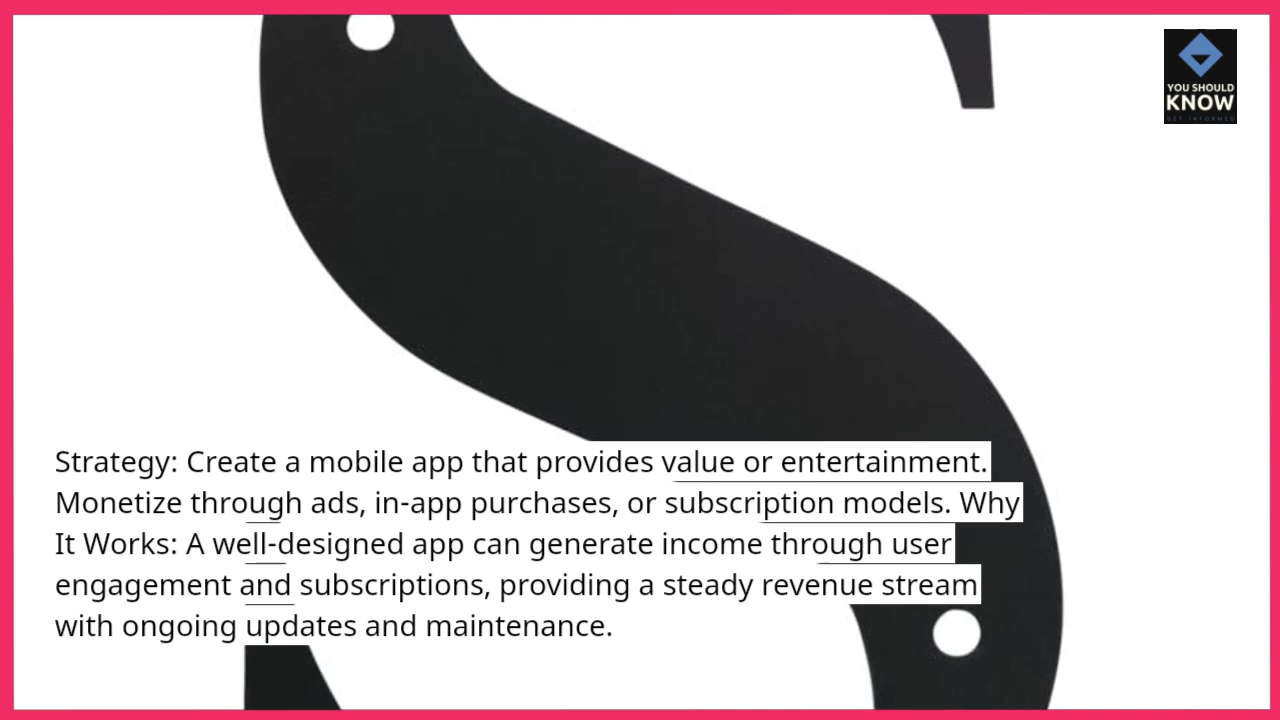 YOU SHOULD
KNOW
GET INFORMED
Strategy: Create a mobile app that provides value or entertainment.
Monetize through ads, in-app purchases, or subscription models. Why
It Works: A well-designed app can generate income through user
engagement and subscriptions, providing a steady revenue stream
with ongoing updates and maintenance.